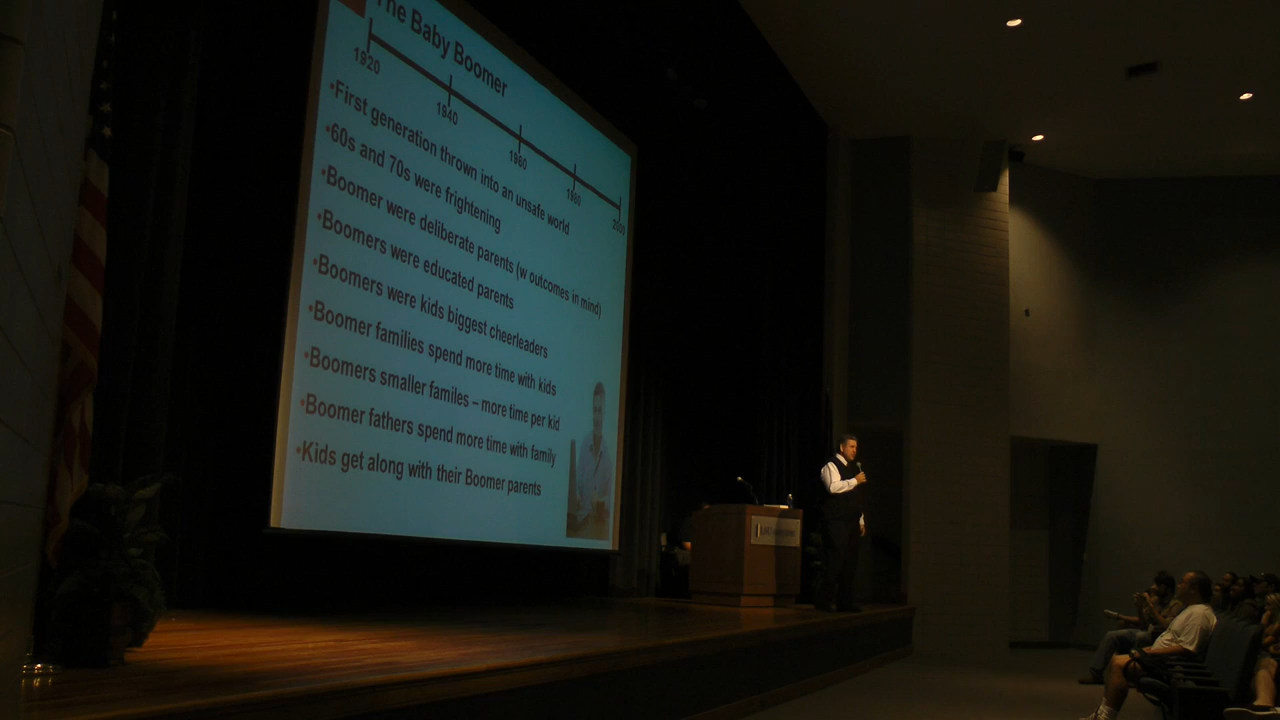 The Baby Boomer
1920 1940 1960 1980 2000
•First generation thrown into an unsafe world
•60s and 70s were frightening
•Boomer were deliberate parents (w outcomes in mind)
•Boomers were educated parents
•Boomers were kids biggest cheerleaders
•Boomer families spend more time with kids
•Boomers smaller familes – more time per kid
•Boomer fathers spend more time with family
•Kids get along with their Boomer parents